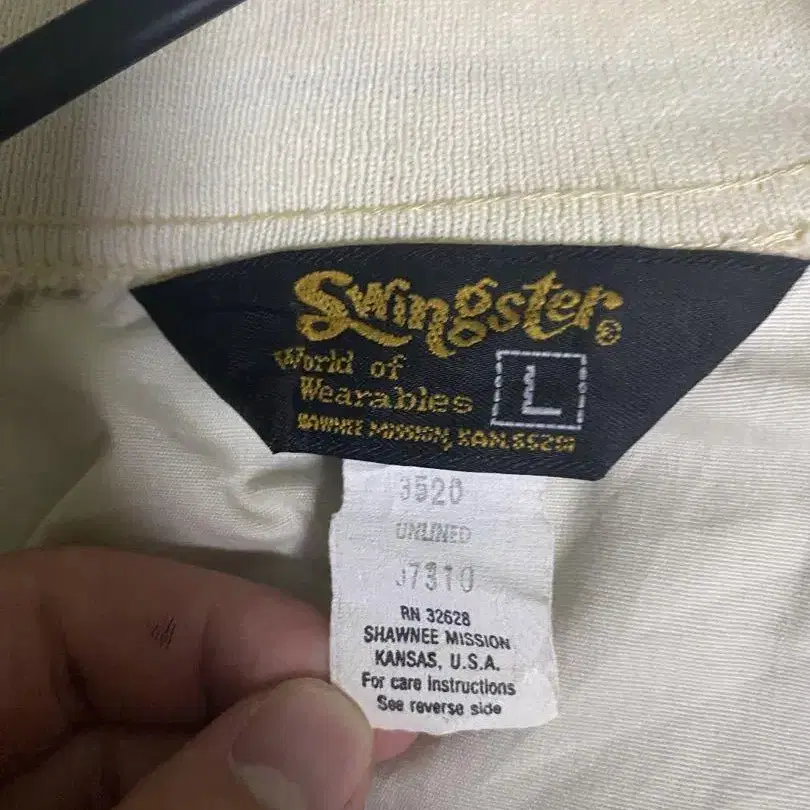 Swingster®
World of
Wearables
L
SHAWNEE MISSION, KAN.
3520
UNLINED
37310
RN 32628
SHAWNEE MISSION
KANSAS, U.S.A.
For care instructions
See reverse side